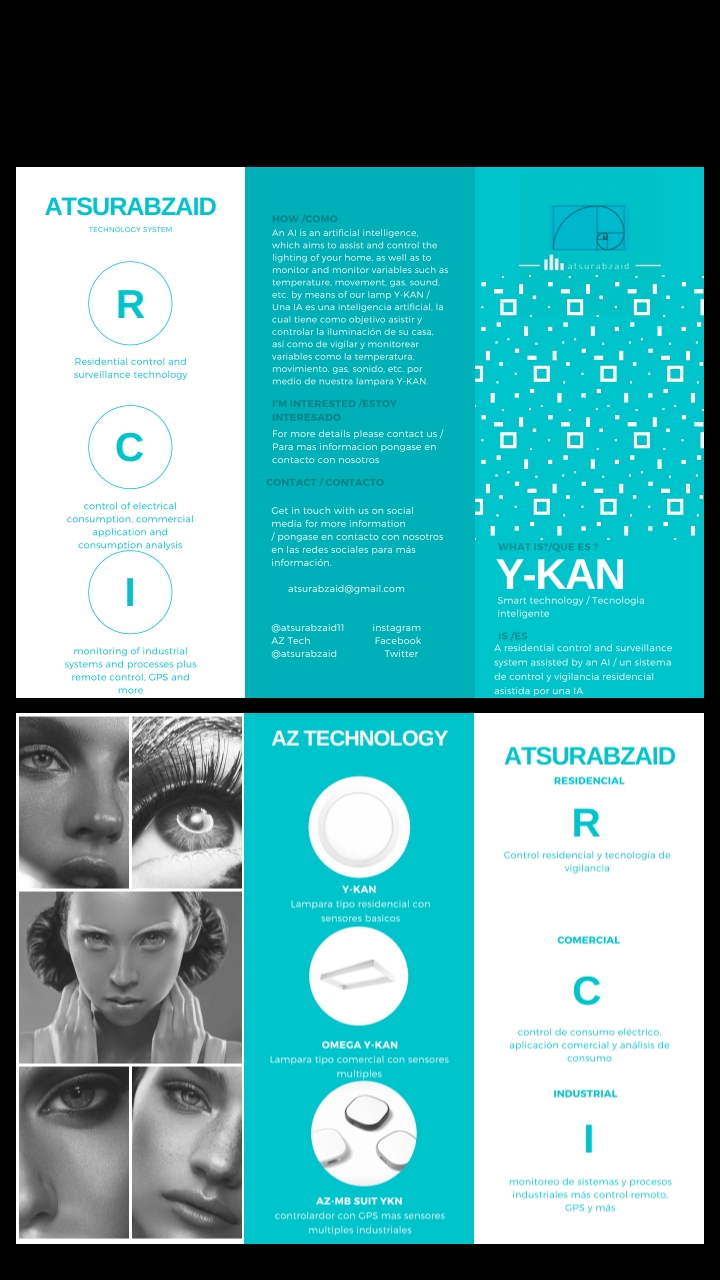 ATSURABZAID
TECHNOLOGY SYSTEM
R
Residential control and
surveillance technology
C
control of electrical
consumption, commercial
application and
consumption analysis
I
monitoring of industrial
systems and processes plus
remote control, GPS and
more
HOW /COMO
An AI is an artificial intelligence,
which aims to assist and control the
lighting of your home, as well as to
monitor and monitor variables such as
temperature, movement, gas, sound,
etc. by means of our lamp Y-KAN /
Una IA es una inteligencia artificial, la
cual tiene como objetivo asistir y
controlar la iluminación de su casa,
así como de vigilar y monitorear
variables como la temperatura,
movimiento, gas, sonido, etc. por
medio de nuestra lampara Y-KAN.
I'M INTERESTED /ESTOY
INTERESADO
For more details please contact us /
Para mas informacion pongase en
contacto con nosotros
CONTACT / CONTACTO
Get in touch with us on social
media for more information
/ pongase en contacto con nosotros
en las redes sociales para más
información.
atsurabzaid@gmail.com
@atsurabzaid11 instagram
AZ Tech Facebook
@atsurabzaid Twitter
atsurabzaid
WHAT IS?/QUE ES ?
Y-KAN
Smart technology / Tecnologia
inteligente
IS /ES
A residential control and surveillance
system assisted by an AI / un sistema
de control y vigilancia residencial
asistida por una IA
AZ TECHNOLOGY
Y-KAN
Lampara tipo residencial con
sensores basicos
OMEGA Y-KAN
Lampara tipo comercial con sensores
multiples
AZ-MB SUIT YKN
controlardor con GPS mas sensores
multiples industriales
ATSURABZAID
RESIDENCIAL
R
Control residencial y tecnología de
vigilancia
COMERCIAL
C
control de consumo eléctrico,
aplicación comercial y análisis de
consumo
INDUSTRIAL
I
monitoreo de sistemas y procesos
industriales más control remoto,
GPS y más